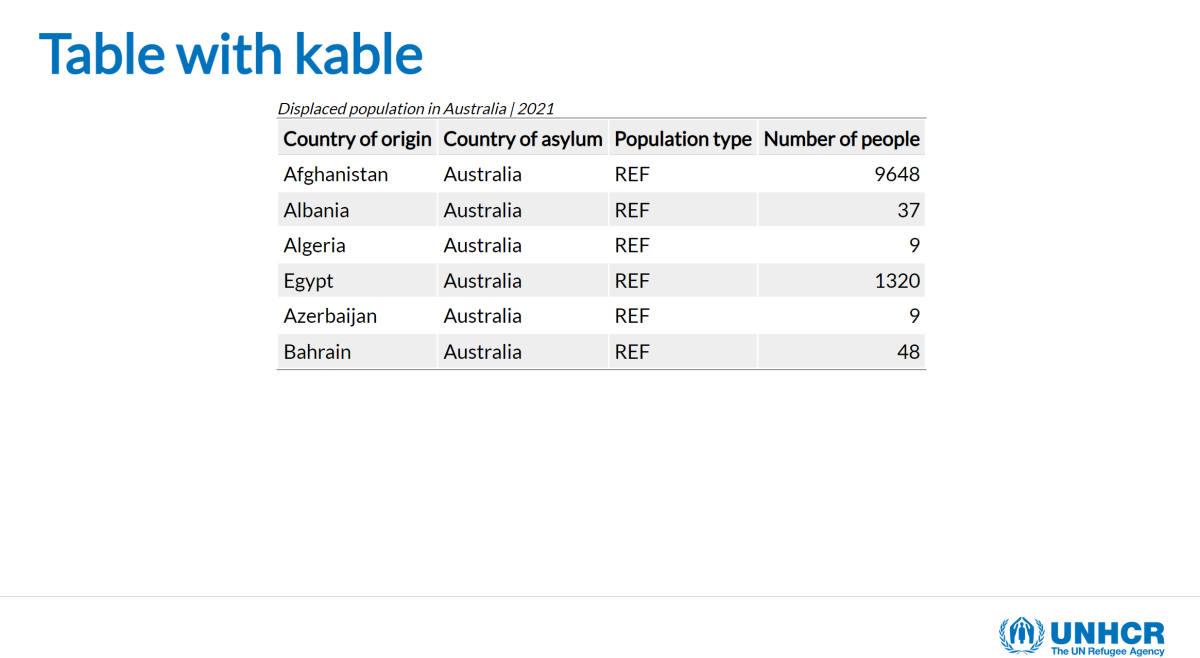 Table with kable
Displaced population in Australia | 2021
Country of origin Country of asylum Population type Number of people
Afghanistan Australia REF 9648
Albania Australia REF 37
Algeria Australia REF 9
Egypt Australia REF 1320
Azerbaijan Australia REF 9
Bahrain Australia REF 48
UNHCR
The UN Refugee Agency